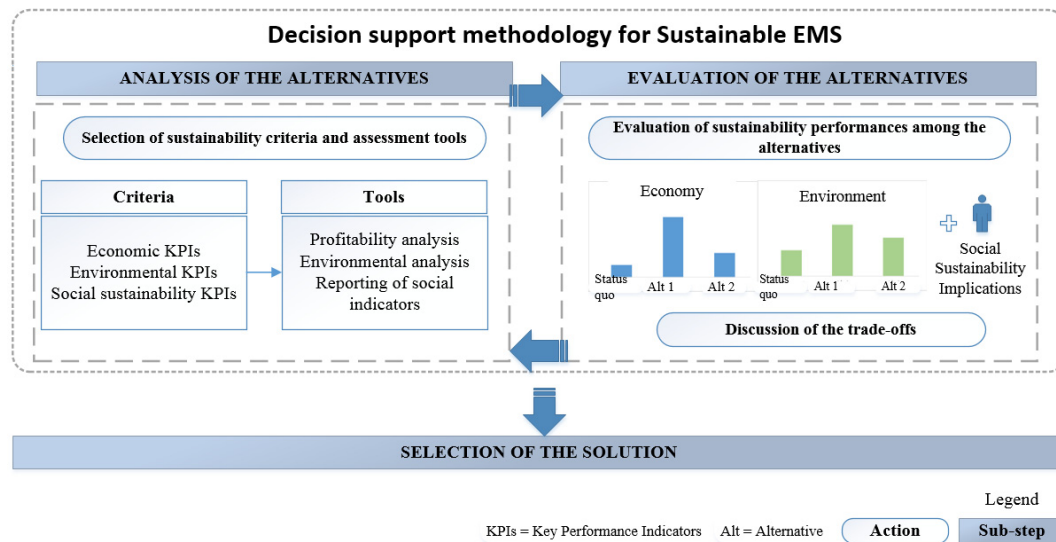 Decision support methodology for Sustainable EMS
ANALYSIS OF THE ALTERNATIVES
Selection of sustainability criteria and assessment tools
Criteria
Economic KPIs
Environmental KPIs
Social sustainability KPIs
Tools
Profitability analysis
Environmental analysis
Reporting of social
indicators
EVALUATION OF THE ALTERNATIVES
Evaluation of sustainability performances among the
alternatives
Economy
Status
quo
Alt 1
Alt 2
Environment
Status
quo
Alt 1
Alt 2
Social
Sustainability
Implications
Discussion of the trade-offs
SELECTION OF THE SOLUTION
Legend
KPIs = Key Performance Indicators
Alt = Alternative
Action
Sub-step